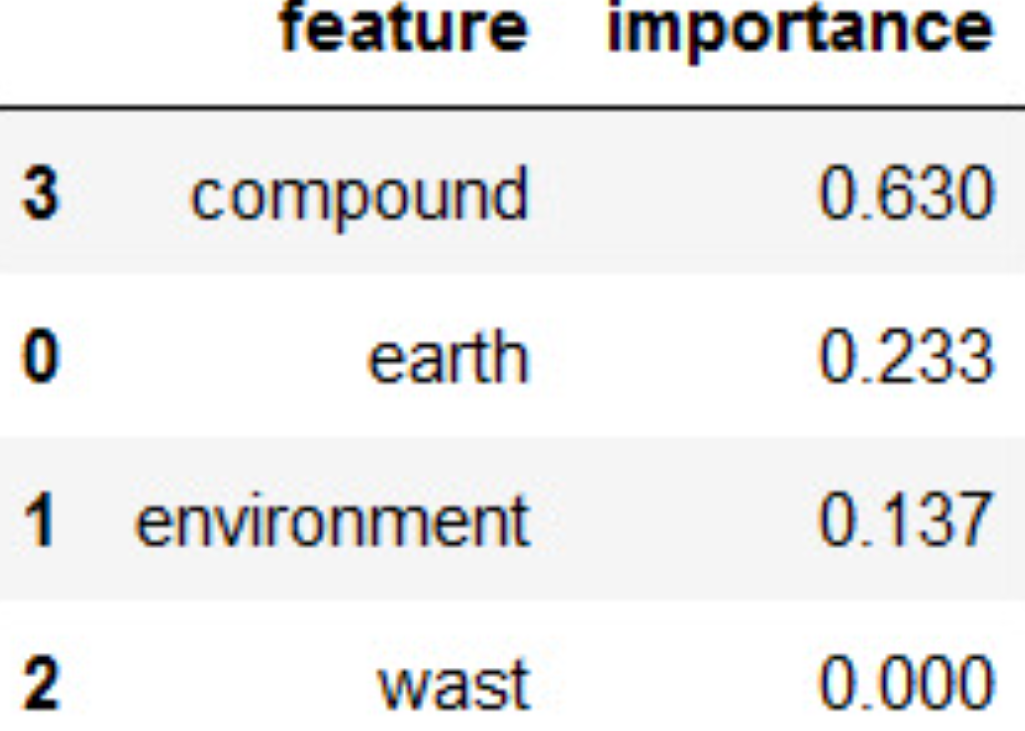 feature importance
3 compound 0.630
0 earth 0.233
1 environment 0.137
2 wast 0.000